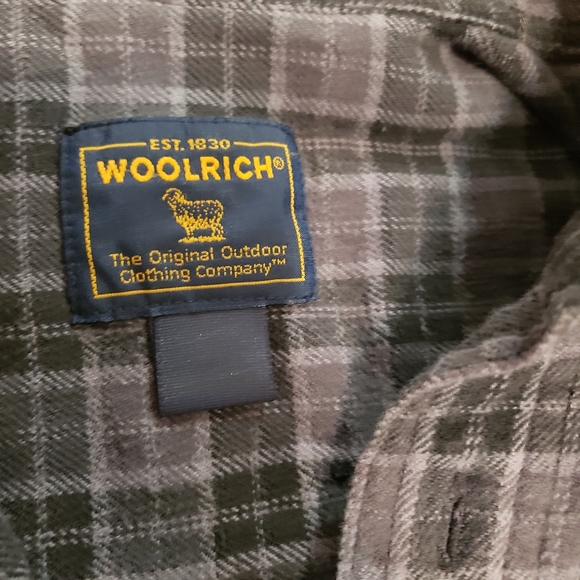 EST. 1830
WOOLRICH®
The Original Outdoor
Clothing Company™